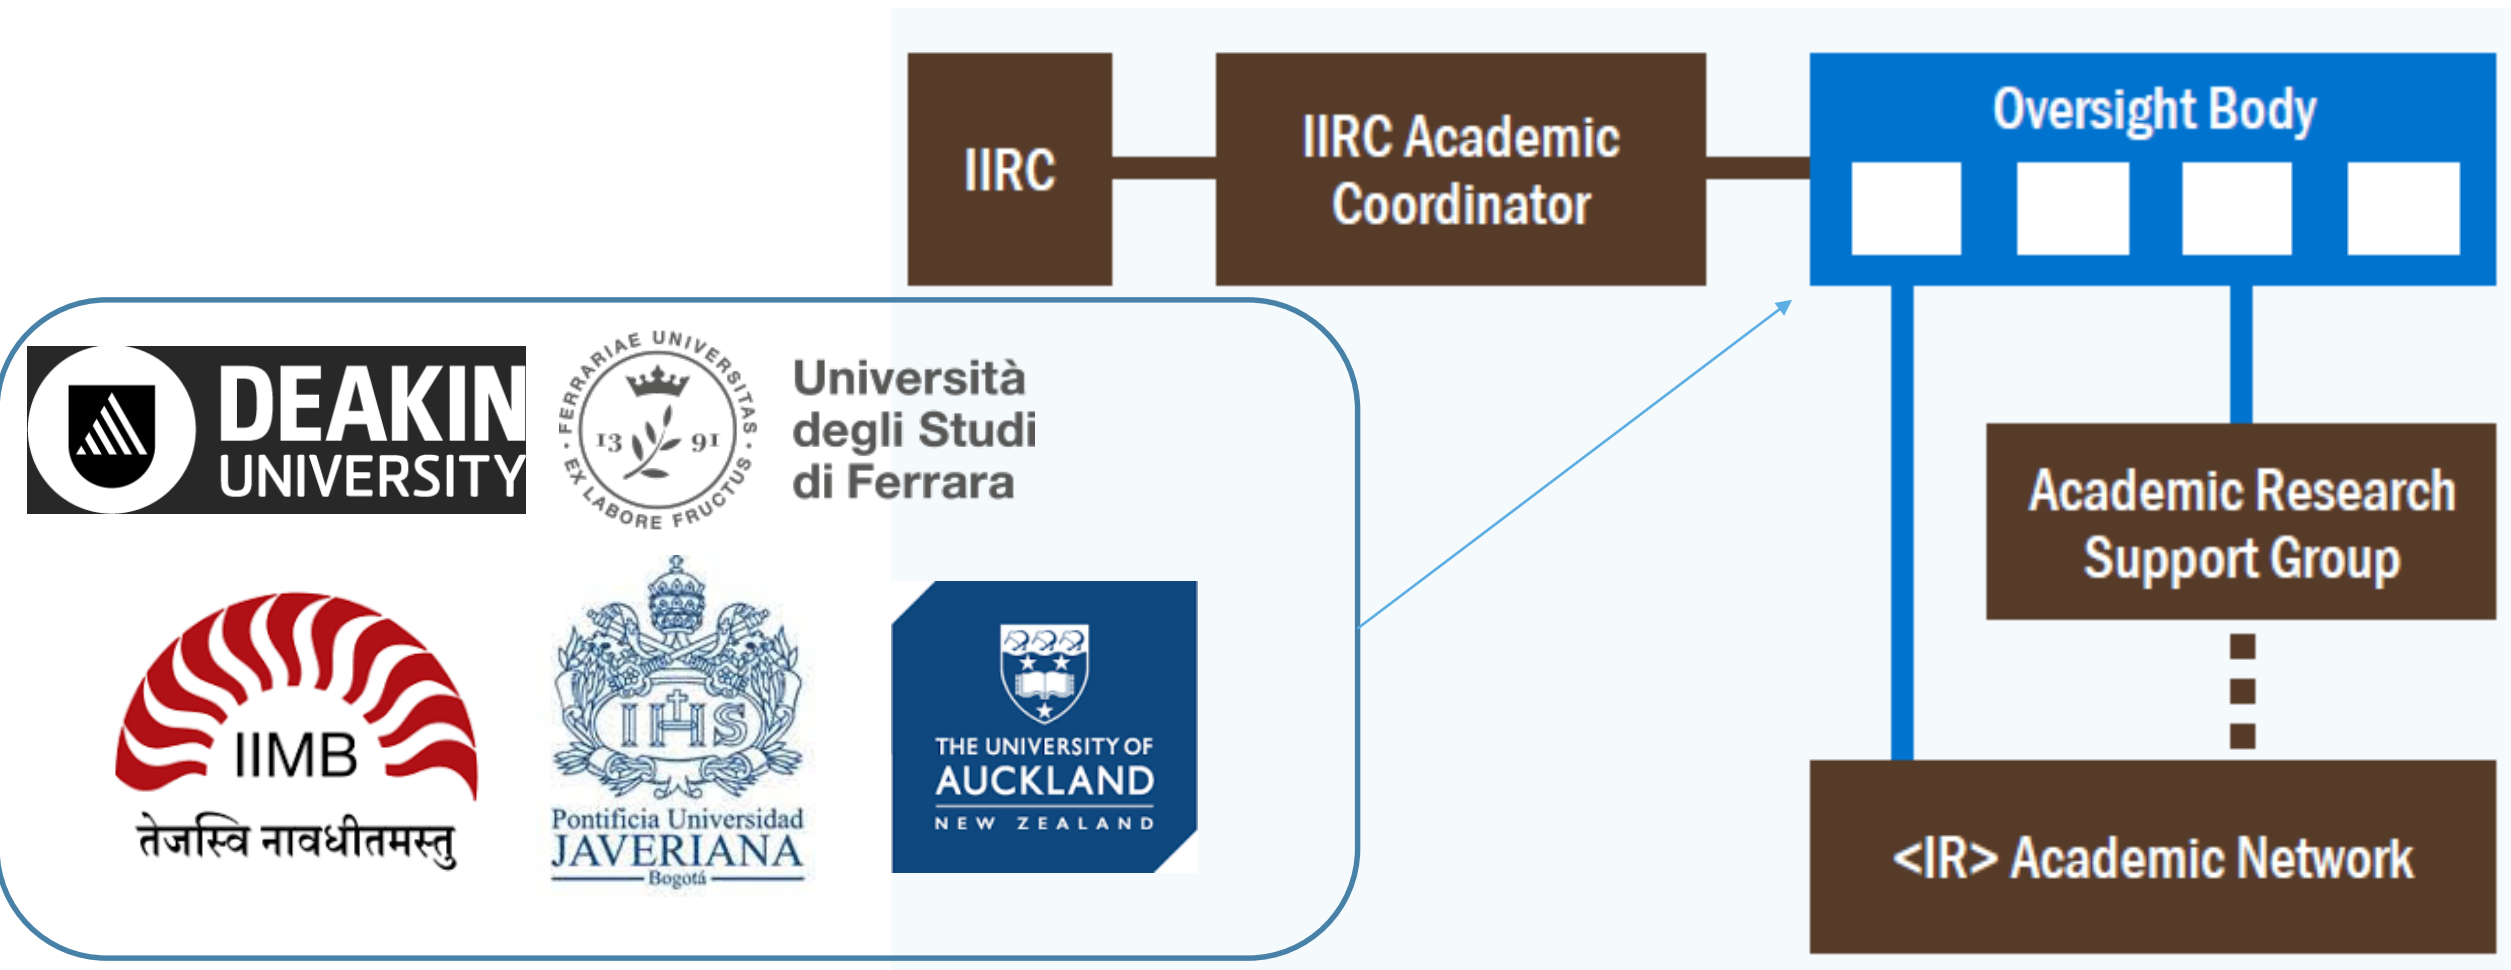 IIRC
IIRC Academic
Coordinator
Oversight Body
DEAKIN
UNIVERSITY
FERRARIAE UNIVERSITAS · EX LABORE FRUCTUS ·
13 91
Università
degli Studi
di Ferrara
Academic Research
Support Group
IIMB
तेजस्वि नावधीतमस्तु
IHS
Pontificia Universidad
JAVERIANA
Bogotá
THE UNIVERSITY OF
AUCKLAND
NEW ZEALAND
<IR> Academic Network